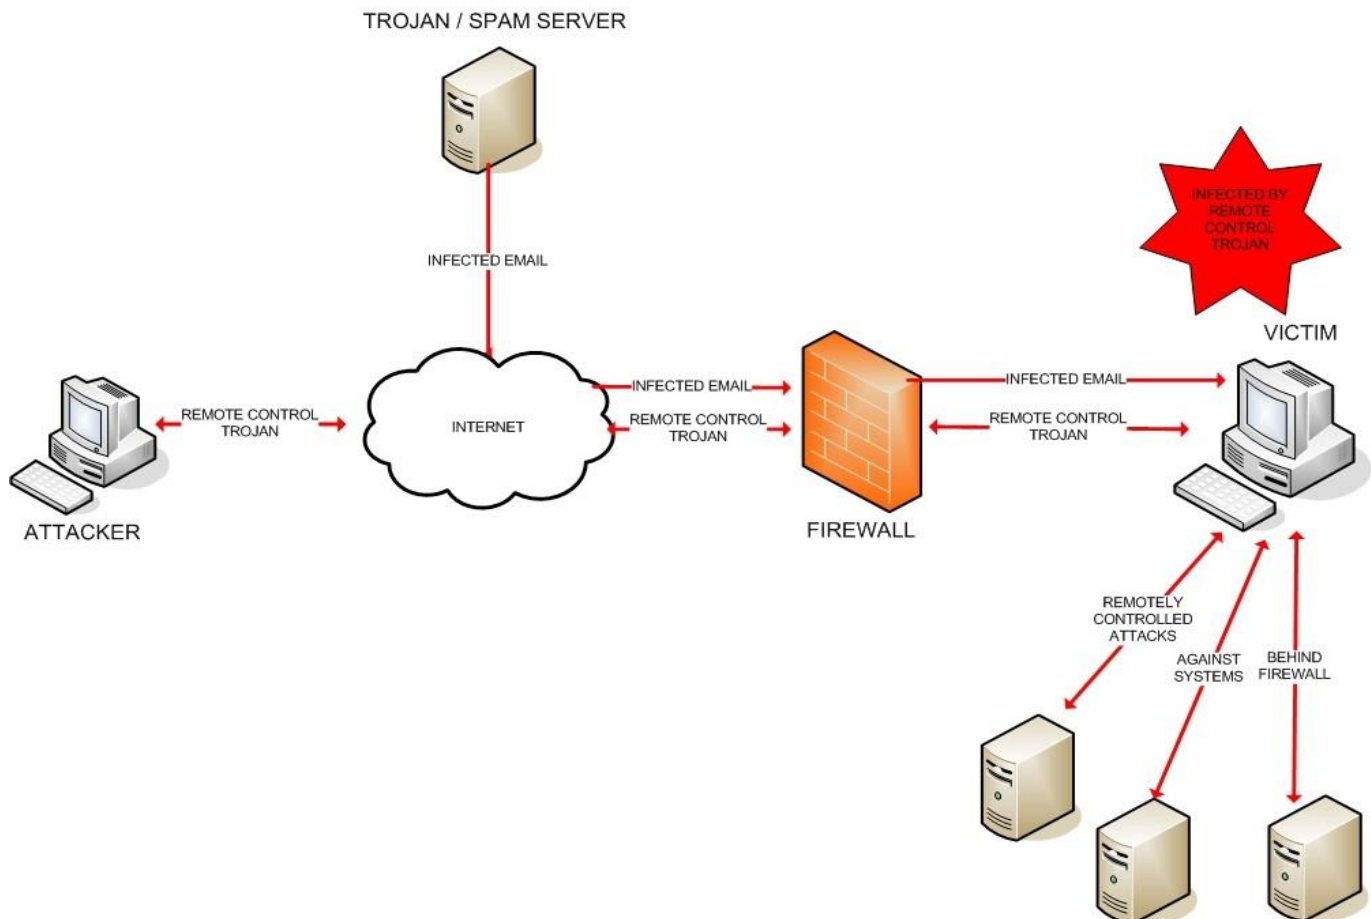 TROJAN / SPAM SERVER
INFECTED EMAIL
INFECTED BY
REMOTE
CONTROL
TROJAN
VICTIM
INFECTED EMAIL
INFECTED EMAIL
REMOTE CONTROL
TROJAN
INTERNET
REMOTE CONTROL
TROJAN
REMOTE CONTROL
TROJAN
ATTACKER
FIREWALL
REMOTELY
CONTROLLED
ATTACKS
AGAINST
SYSTEMS
BEHIND
FIREWALL